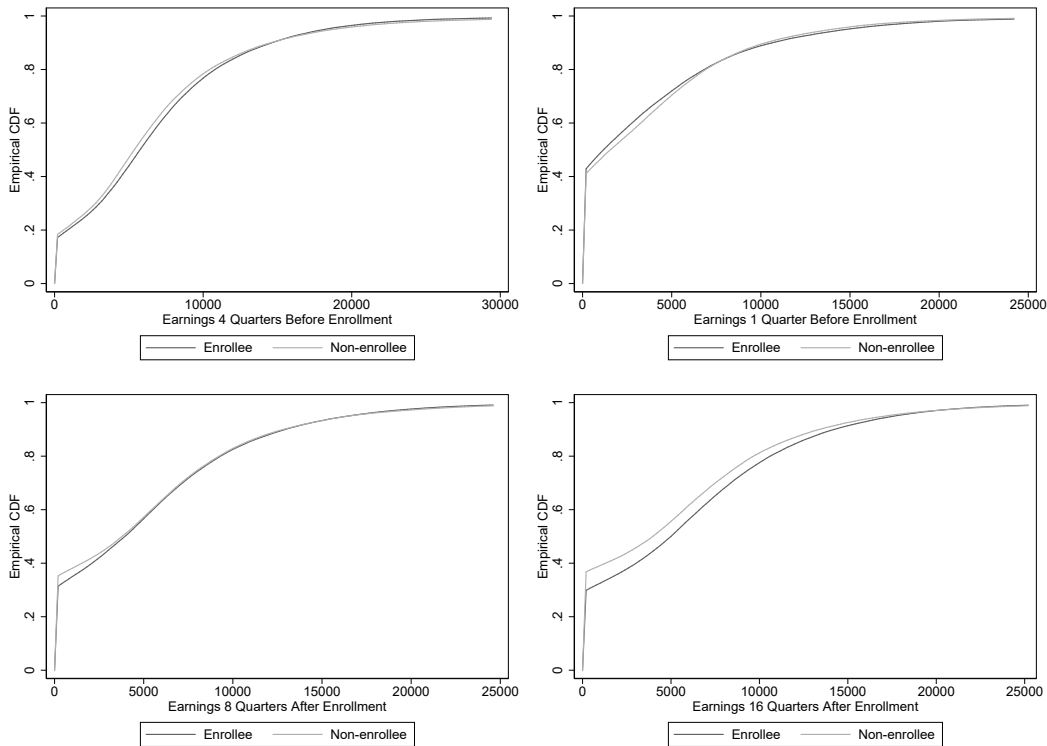 Empirical CDF
0 .2 .4 .6 .8 1
0 10000 20000 30000
Earnings 4 Quarters Before Enrollment
Enrollee Non-enrollee
Empirical CDF
0 .2 .4 .6 .8 1
0 5000 10000 15000 20000 25000
Earnings 1 Quarter Before Enrollment
Enrollee Non-enrollee
Empirical CDF
0 .2 .4 .6 .8 1
0 5000 10000 15000 20000 25000
Earnings 8 Quarters After Enrollment
Enrollee Non-enrollee
Empirical CDF
0 .2 .4 .6 .8 1
0 5000 10000 15000 20000 25000
Earnings 16 Quarters After Enrollment
Enrollee Non-enrollee